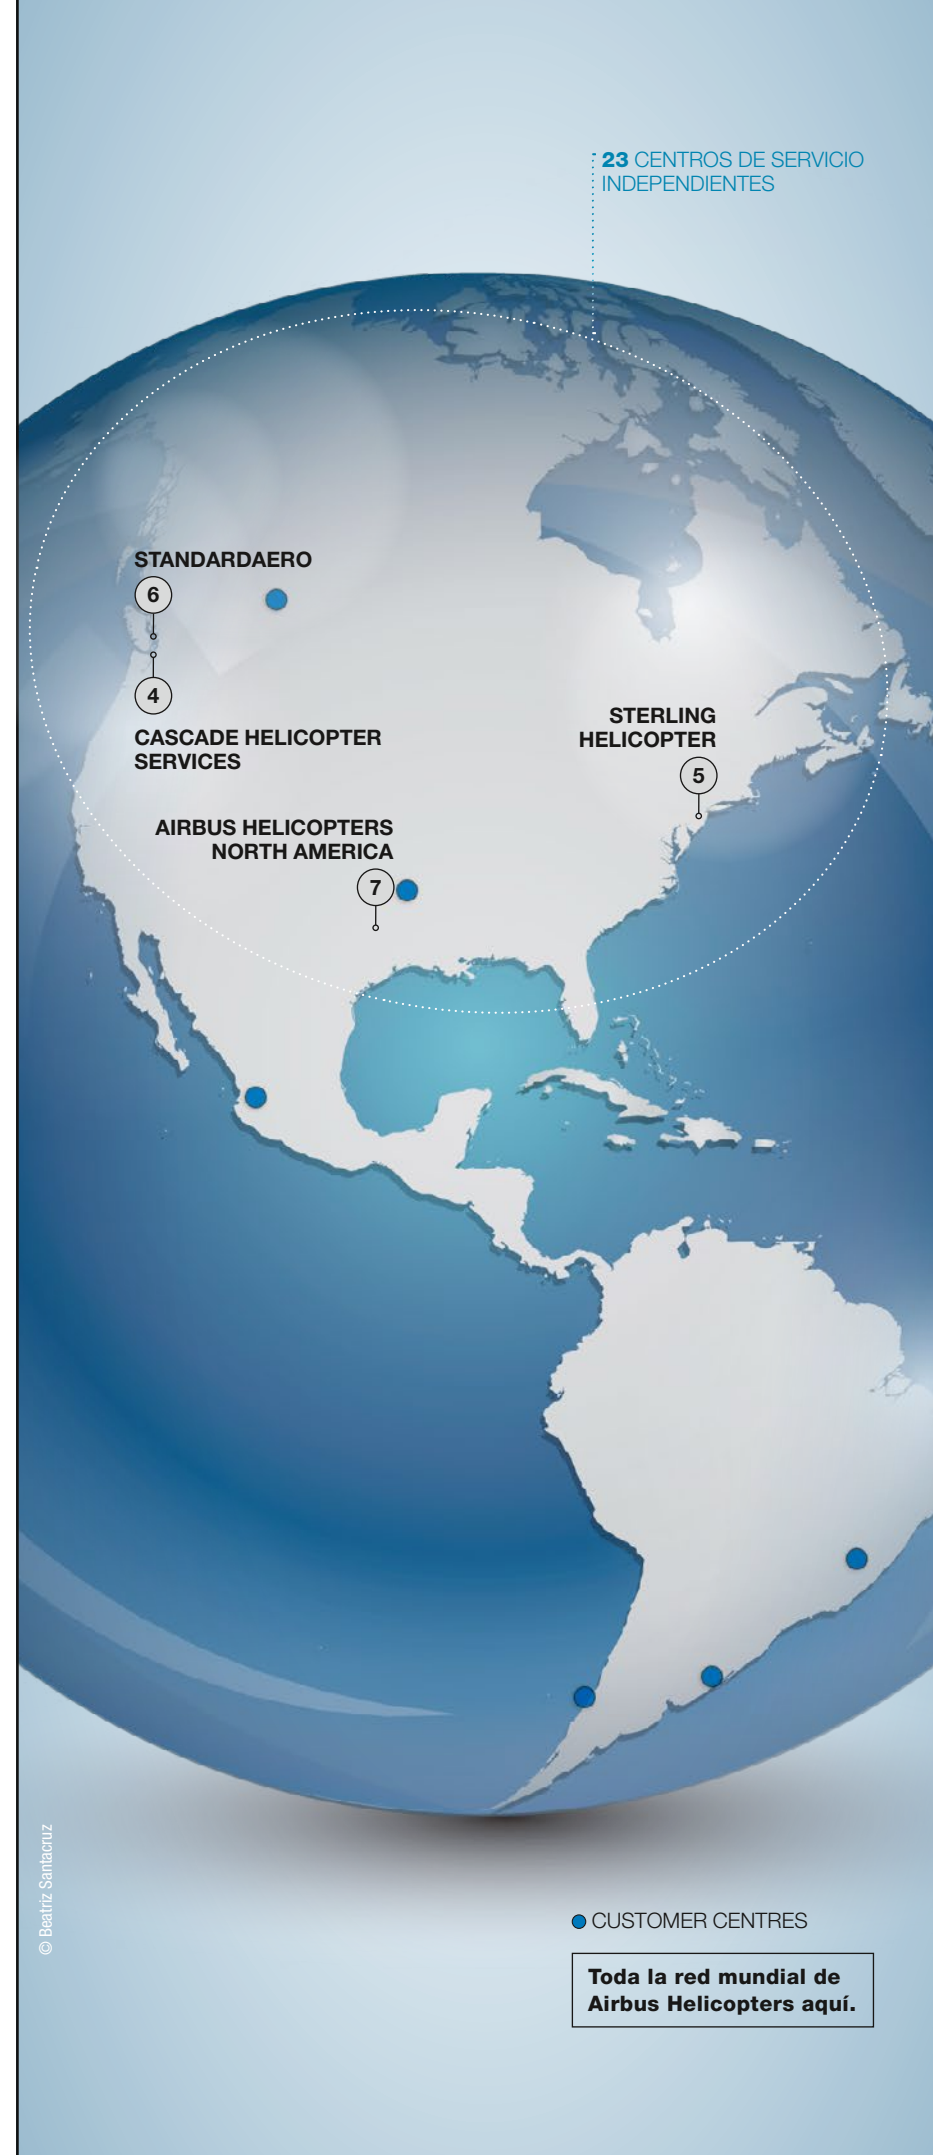 23 CENTROS DE SERVICIO
INDEPENDIENTES
STANDARDAERO
6
4
CASCADE HELICOPTER
SERVICES
STERLING
HELICOPTER
5
AIRBUS HELICOPTERS
NORTH AMERICA
7
© Beatriz Santacruz
CUSTOMER CENTRES
Toda la red mundial de
Airbus Helicopters aquí.